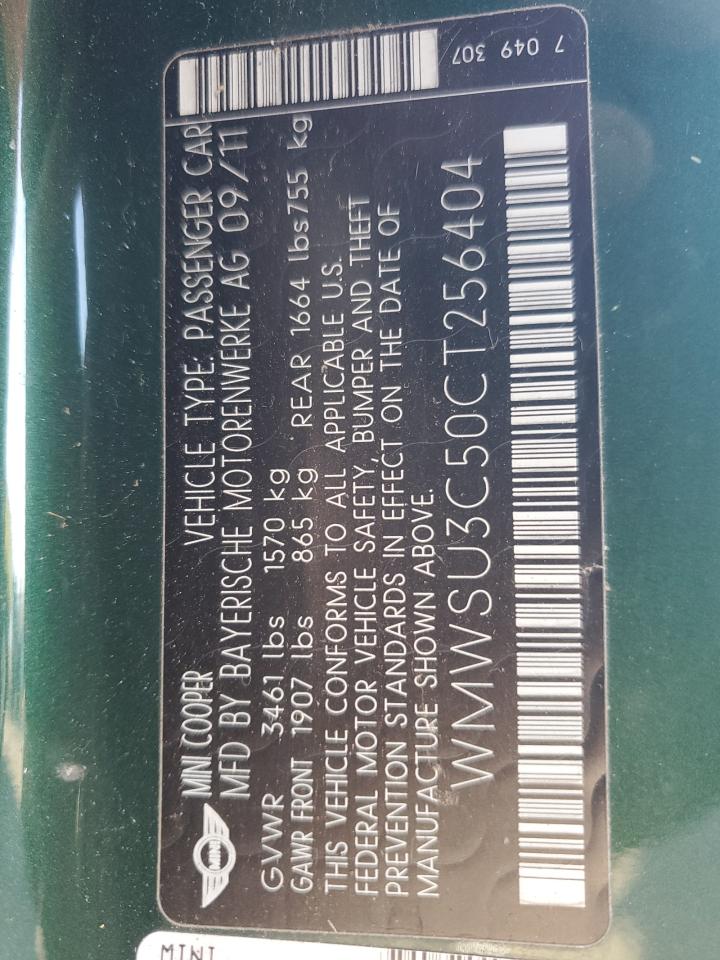 MINI
MINI COOPER VEHICLE TYPE: PASSENGER CAR
MFD BY BAYERISCHE MOTORENWERKE AG 09/11
GVWR 3461 lbs 1570 kg
GAWR FRONT 1907 lbs 865 kg REAR 1664 lbs755 kg
THIS VEHICLE CONFORMS TO ALL APPLICABLE U.S.
FEDERAL MOTOR VEHICLE SAFETY, BUMPER AND THEFT
PREVENTION STANDARDS IN EFFECT ON THE DATE OF
MANUFACTURE SHOWN ABOVE.
WMWSU3C50CT256404
7 049 307
MINI